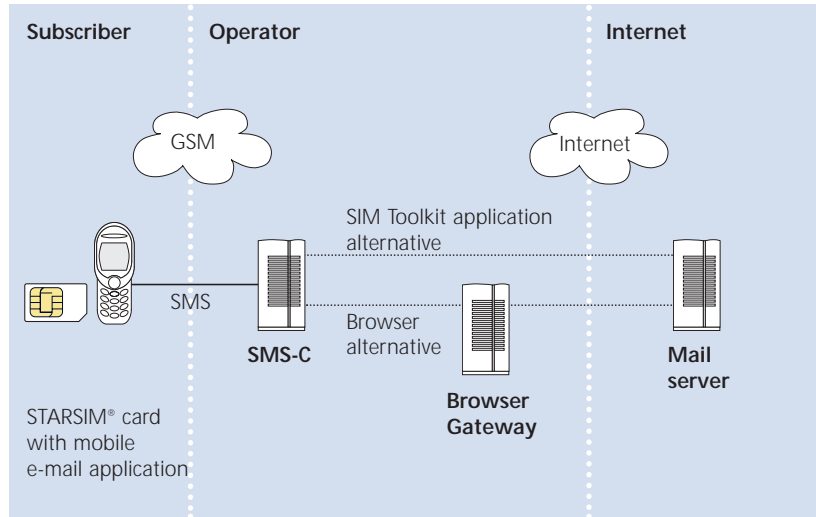 Subscriber
Operator
Internet
GSM
Internet
SIM Toolkit application
alternative
SMS
Browser
alternative
SMS-C
Mail
server
Browser
Gateway
STARSIM® card
with mobile
e-mail application